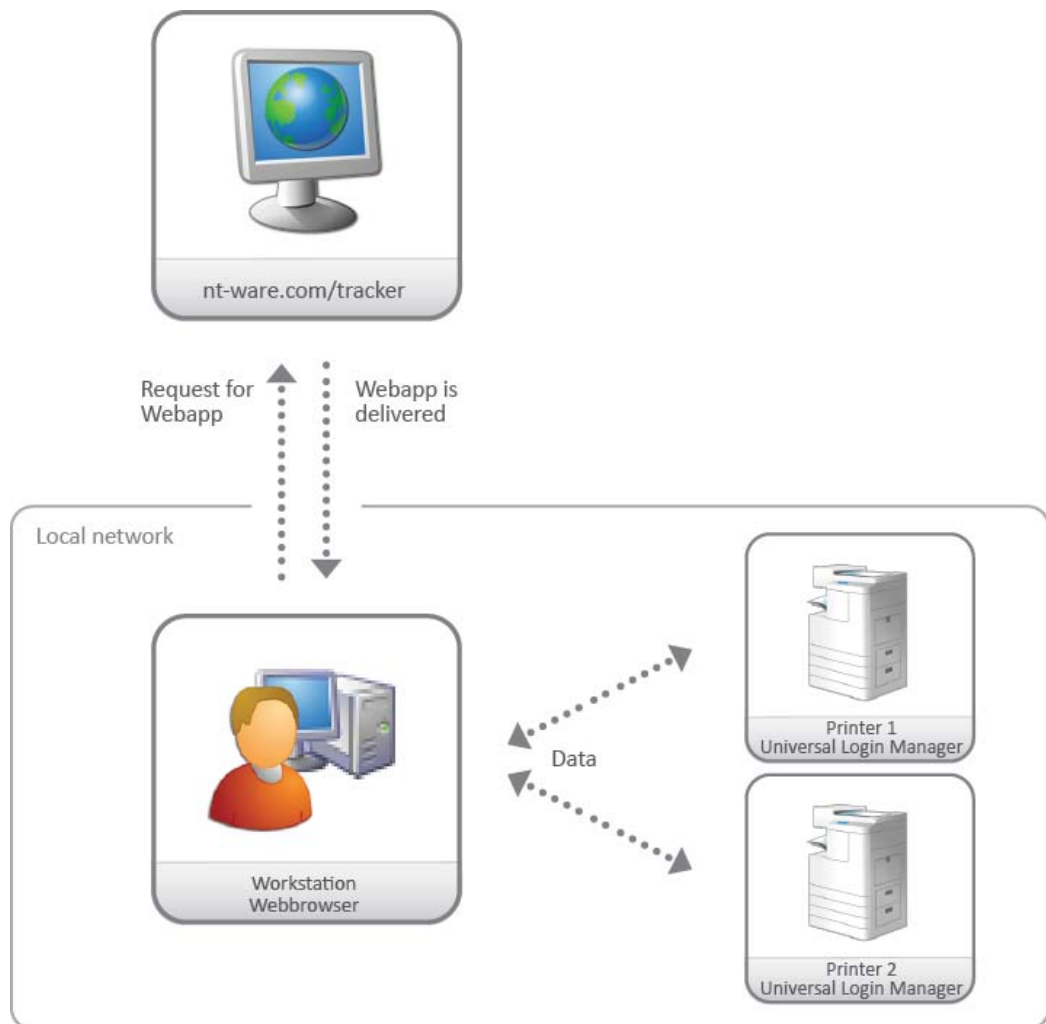 nt-ware.com/tracker
Request for
Webapp
Webapp is
delivered
Local network
Printer 1
Universal Login Manager
Data
Workstation
Webbrowser
Printer 2
Universal Login Manager